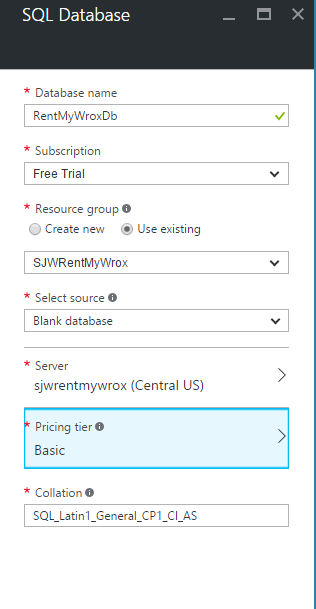 SQL Database
* Database name
RentMyWroxDb
* Subscription
Free Trial
* Resource group
Create new Use existing
SJWRentMyWrox
* Select source
Blank database
* Server
sjwrentmywrox (Central US)
* Pricing tier
Basic
* Collation
SQL_Latin1_General_CP1_CI_AS